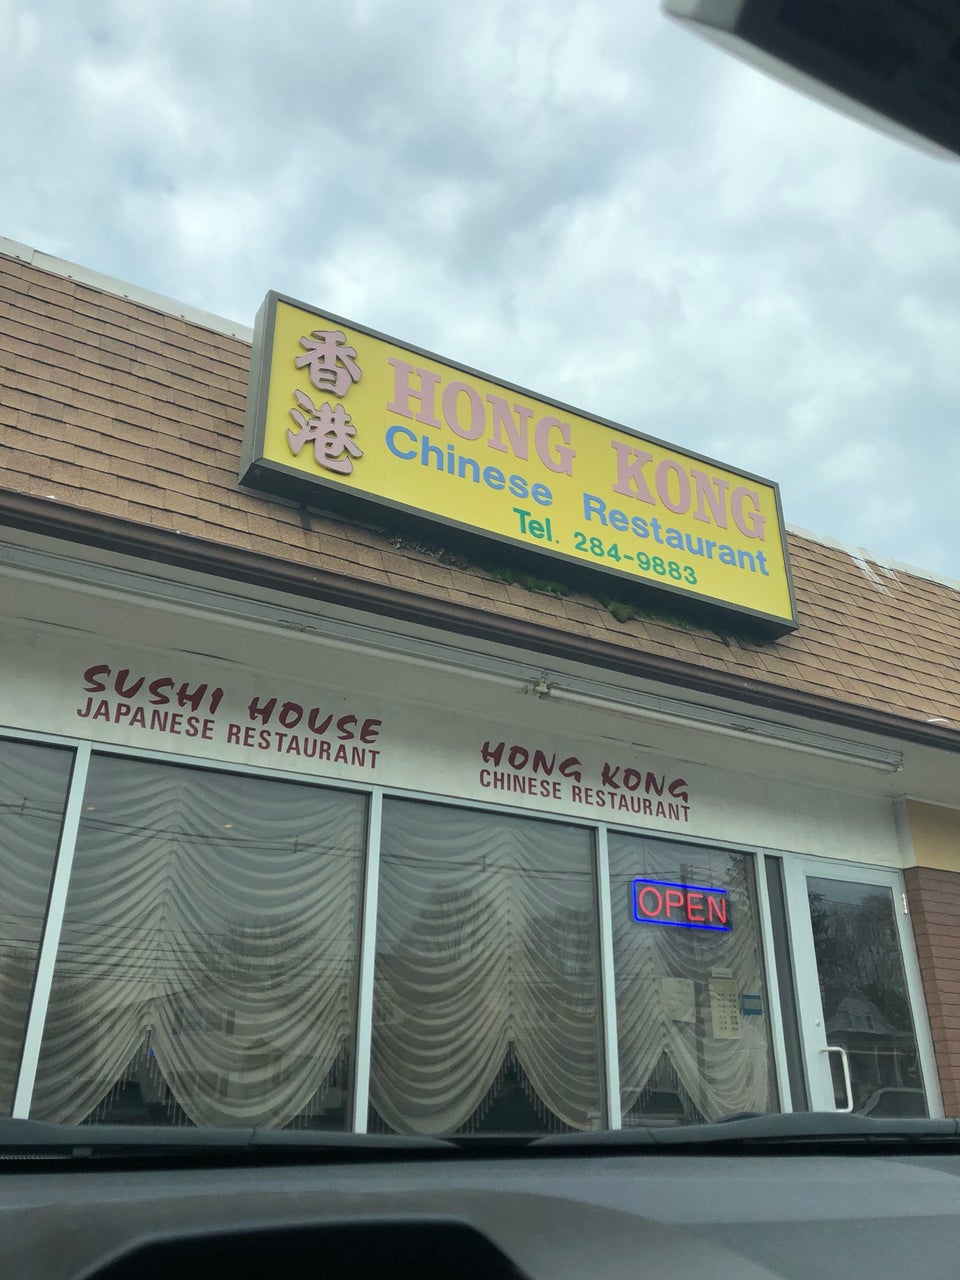 香港
HONG KONG
Chinese Restaurant
Tel. 284-9883
SUSHI HOUSE
JAPANESE RESTAURANT
HONG KONG
CHINESE RESTAURANT
OPEN